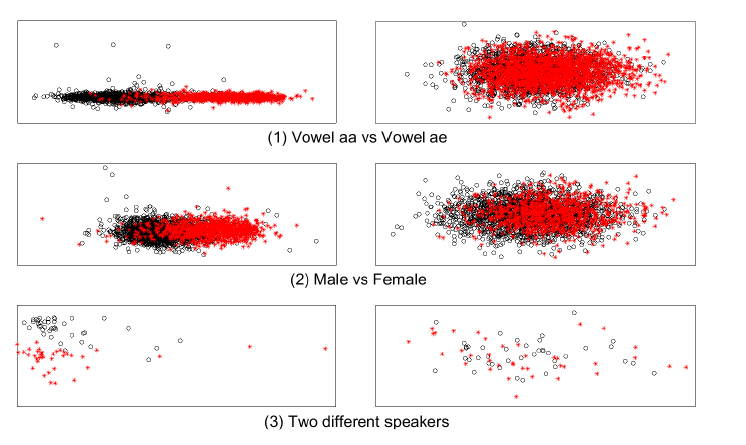 (1) Vowel aa vs Vowel ae
(2) Male vs Female
(3) Two different speakers